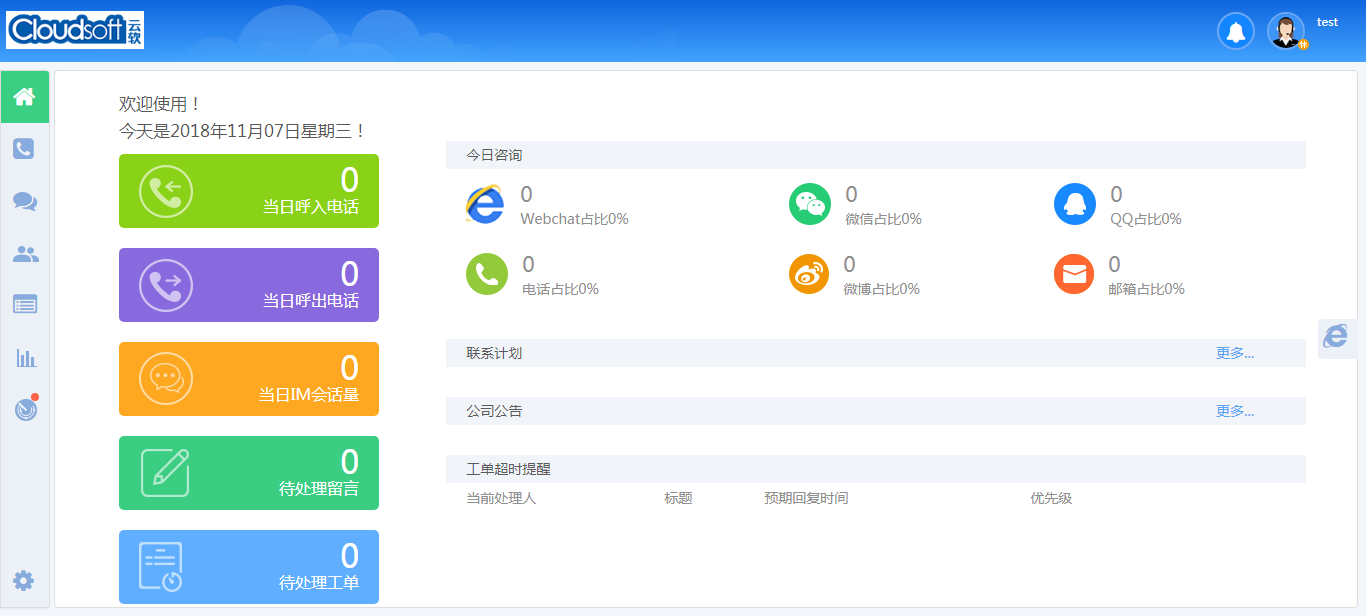 Cloudsoft 云软
test
欢迎使用！
今天是2018年11月07日星期三！
0
当日呼入电话
0
当日呼出电话
0
当日IM会话量
0
待处理留言
0
待处理工单
今日咨询
0
Webchat占比0%
0
微信占比0%
0
QQ占比0%
0
电话占比0%
0
微博占比0%
0
邮箱占比0%
联系计划 更多...
公司公告 更多...
工单超时提醒
当前处理人 标题 预期回复时间 优先级